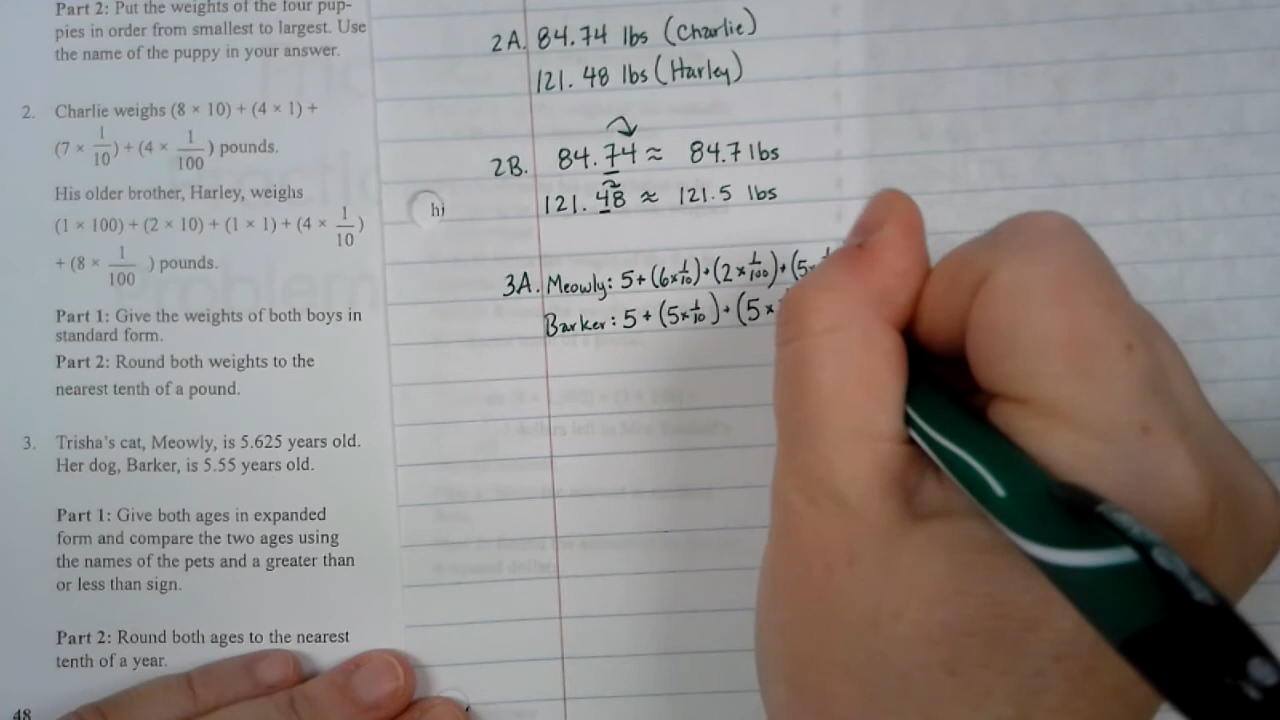 Part 2: Put the weights of the four pup-
pies in order from smallest to largest. Use
the name of the puppy in your answer.
2. Charlie weighs (8 × 10) + (4 × 1) +
(7 × 1/10) + (4 × 1/100) pounds.
His older brother, Harley, weighs
(1 × 100) + (2 × 10) + (1 × 1) + (4 × 1/10)
+ (8 × 1/100) pounds.
Part 1: Give the weights of both boys in
standard form.
Part 2: Round both weights to the
nearest tenth of a pound.
3. Trisha's cat, Meowly, is 5.625 years old.
Her dog, Barker, is 5.55 years old.
Part 1: Give both ages in expanded
form and compare the two ages using
the names of the pets and a greater than
or less than sign.
Part 2: Round both ages to the nearest
tenth of a year.
48
hi
2A. 84.74 lbs (Charlie)
121.48 lbs (Harley)
2B. 84.74 ≈ 84.7 lbs
121.48 ≈ 121.5 lbs
3A. Meowly: 5 + (6 × 1/10) + (2 × 1/100) + (5 ×
Barker: 5 + (5 × 1/10) + (5 ×